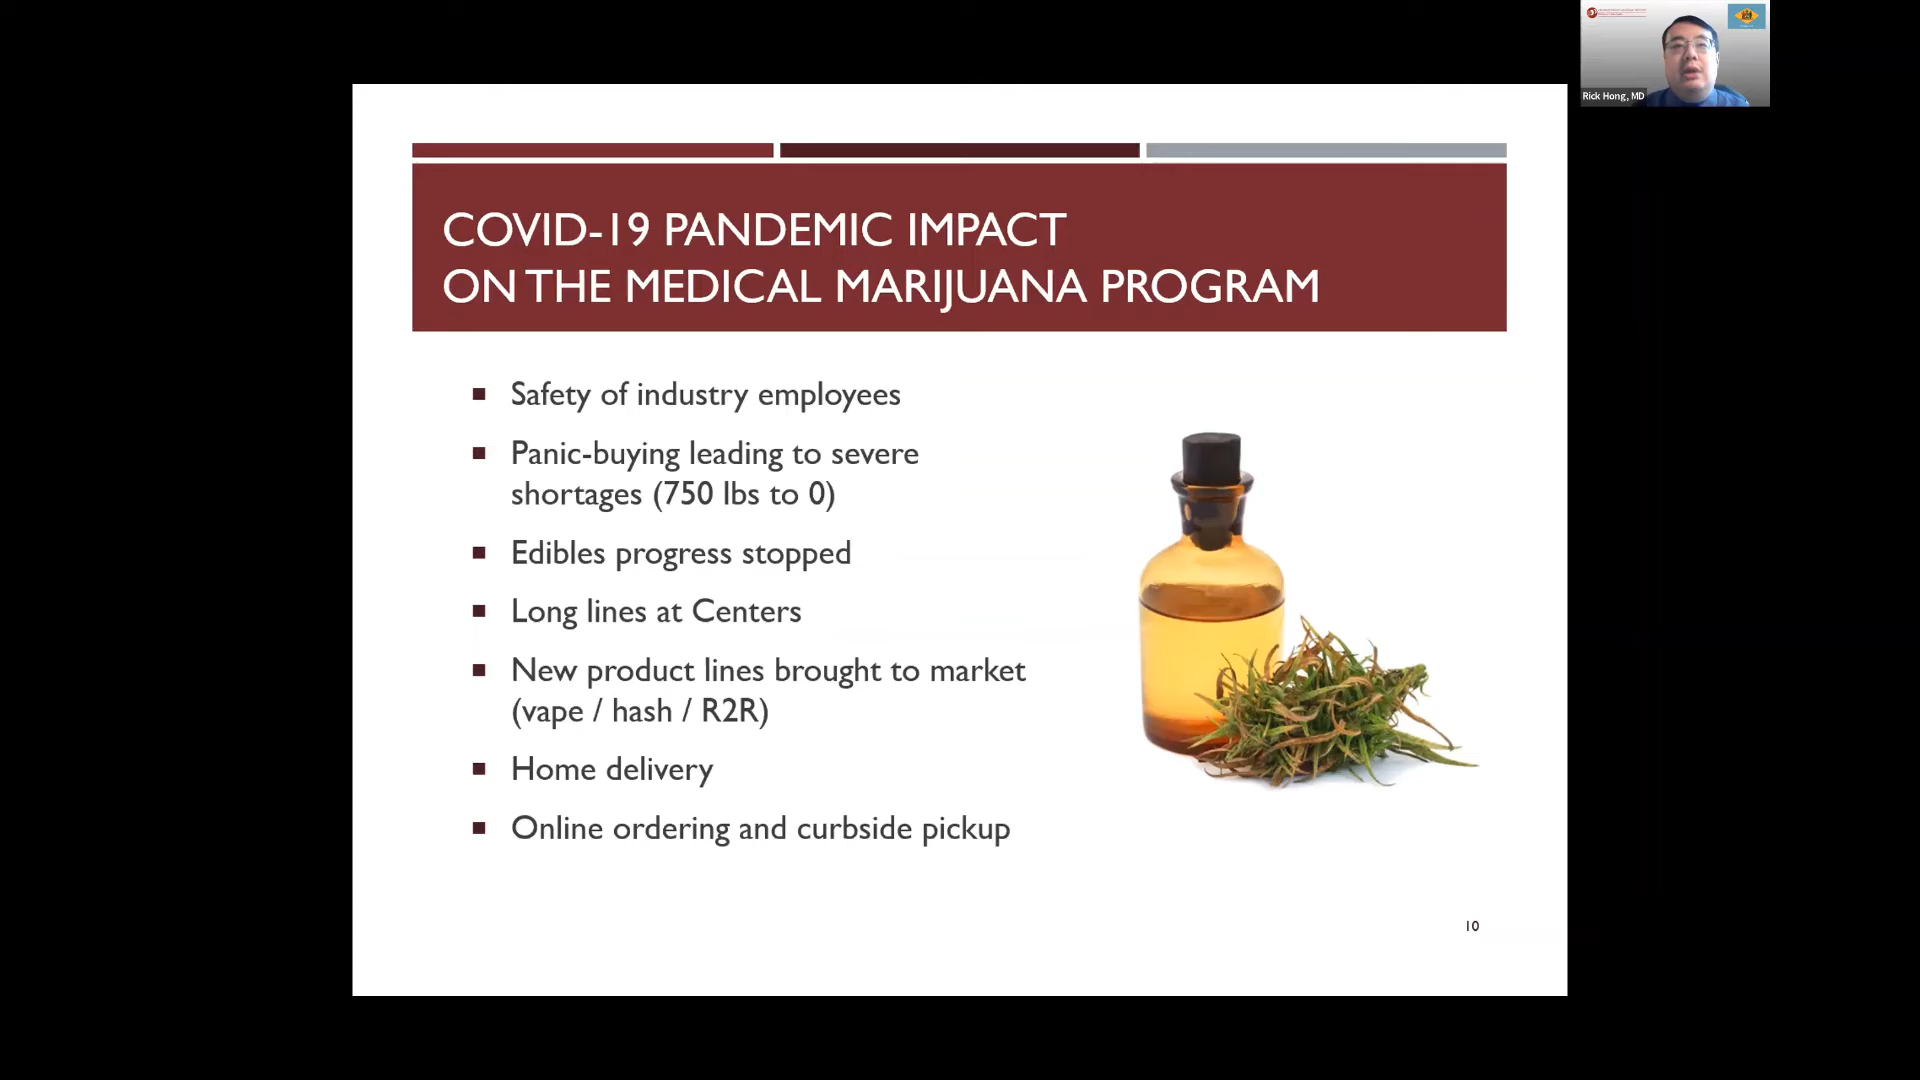 Rick Hong, MD
COVID-19 PANDEMIC IMPACT
ON THE MEDICAL MARIJUANA PROGRAM
Safety of industry employees
Panic-buying leading to severe
shortages (750 lbs to 0)
Edibles progress stopped
Long lines at Centers
New product lines brought to market
(vape / hash / R2R)
Home delivery
Online ordering and curbside pickup
10